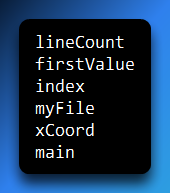 lineCount
firstValue
index
myFile
xCoord
main